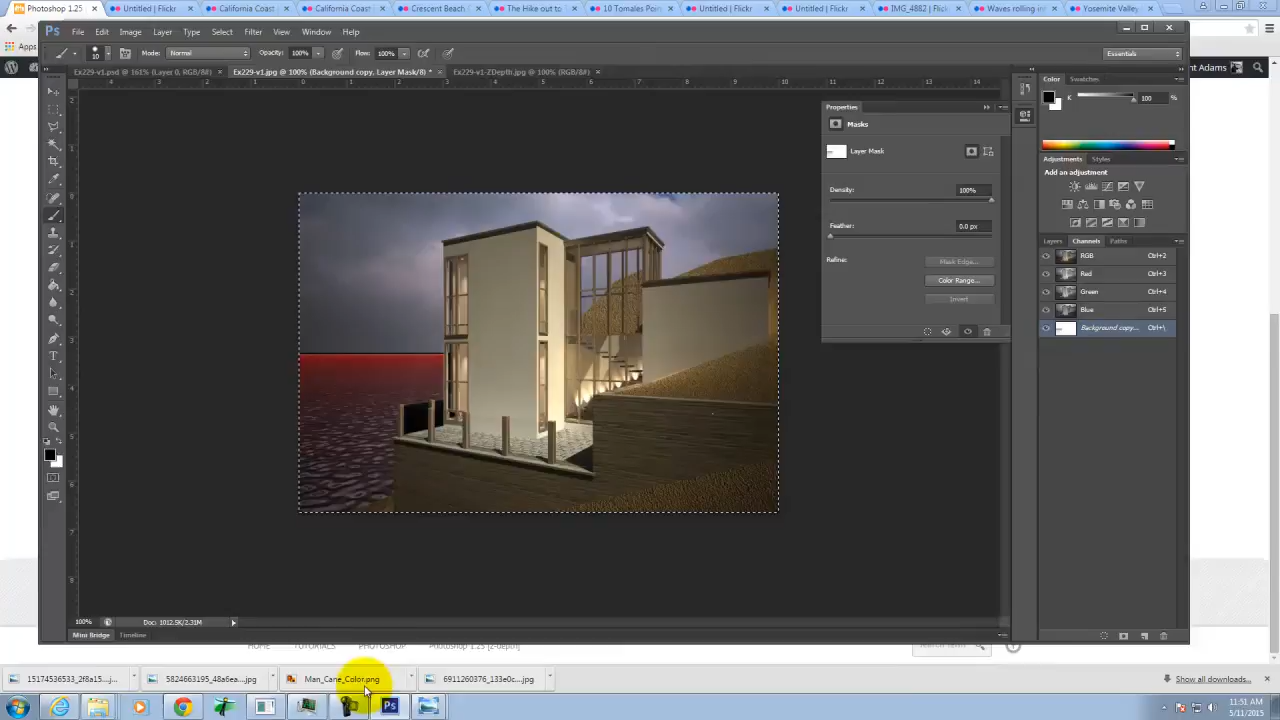 Photoshop 1.25 Untitled | Flickr California Coast California Coast Crescent Beach The Hike out to 10 Tomales Poin Untitled | Flickr Untitled | Flickr IMG_4882 | Flick Waves rolling in Yosemite Valley
Ps File Edit Image Layer Type Select Filter View Window Help
Apps
10 Mode: Normal Opacity: 100% Flow: 100% Essentials
nt Adams
Ex229-v1.psd @ 161% (Layer 0, RGB/8#) × Ex229-v1.jpg @ 100% (Background copy, Layer Mask/8) * ×
Color Swatches
K 100 %
Properties
Masks
Layer Mask
Density: 100%
Feather: 0.0 px
Refine: Mask Edge...
Color Range...
Invert
Adjustments Styles
Add an adjustment
Layers Channels Paths
RGB Ctrl+2
Red Ctrl+3
Green Ctrl+4
Blue Ctrl+5
Background copy... Ctrl+\
100% Doc: 1012.5K/2.31M
Mini Bridge Timeline
HOME TUTORIALS PHOTOSHOP Photoshop 1.25 [Z-depth]
15174536533_2f8a15....jpg 5824663195_48a6ea...jpg Man_Cane_Color.png 6911260376_133e0c...jpg Show all downloads...
Ps
11:51 AM
5/11/2015